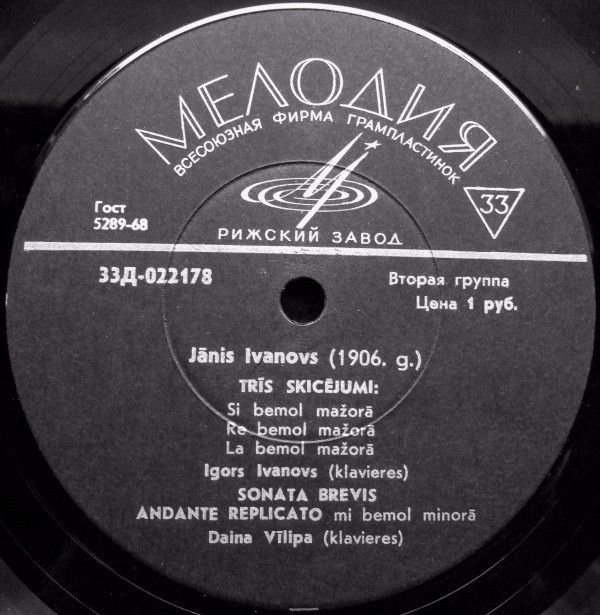 МЕЛОДИЯ
ВСЕСОЮЗНАЯ ФИРМА ГРАМПЛАСТИНОК
33
Гост
5289-68
РИЖСКИЙ ЗАВОД
33Д-022178
Вторая группа
Цена 1 руб.
Jānis Ivanovs (1906. g.)
TRĪS SKICĒJUMI:
Si bemol mažorā
Re bemol mažorā
La bemol mažorā
Igors Ivanovs (klavieres)
SONATA BREVIS
ANDANTE REPLICATO mi bemol minorā
Daina Vīlipa (klavieres)